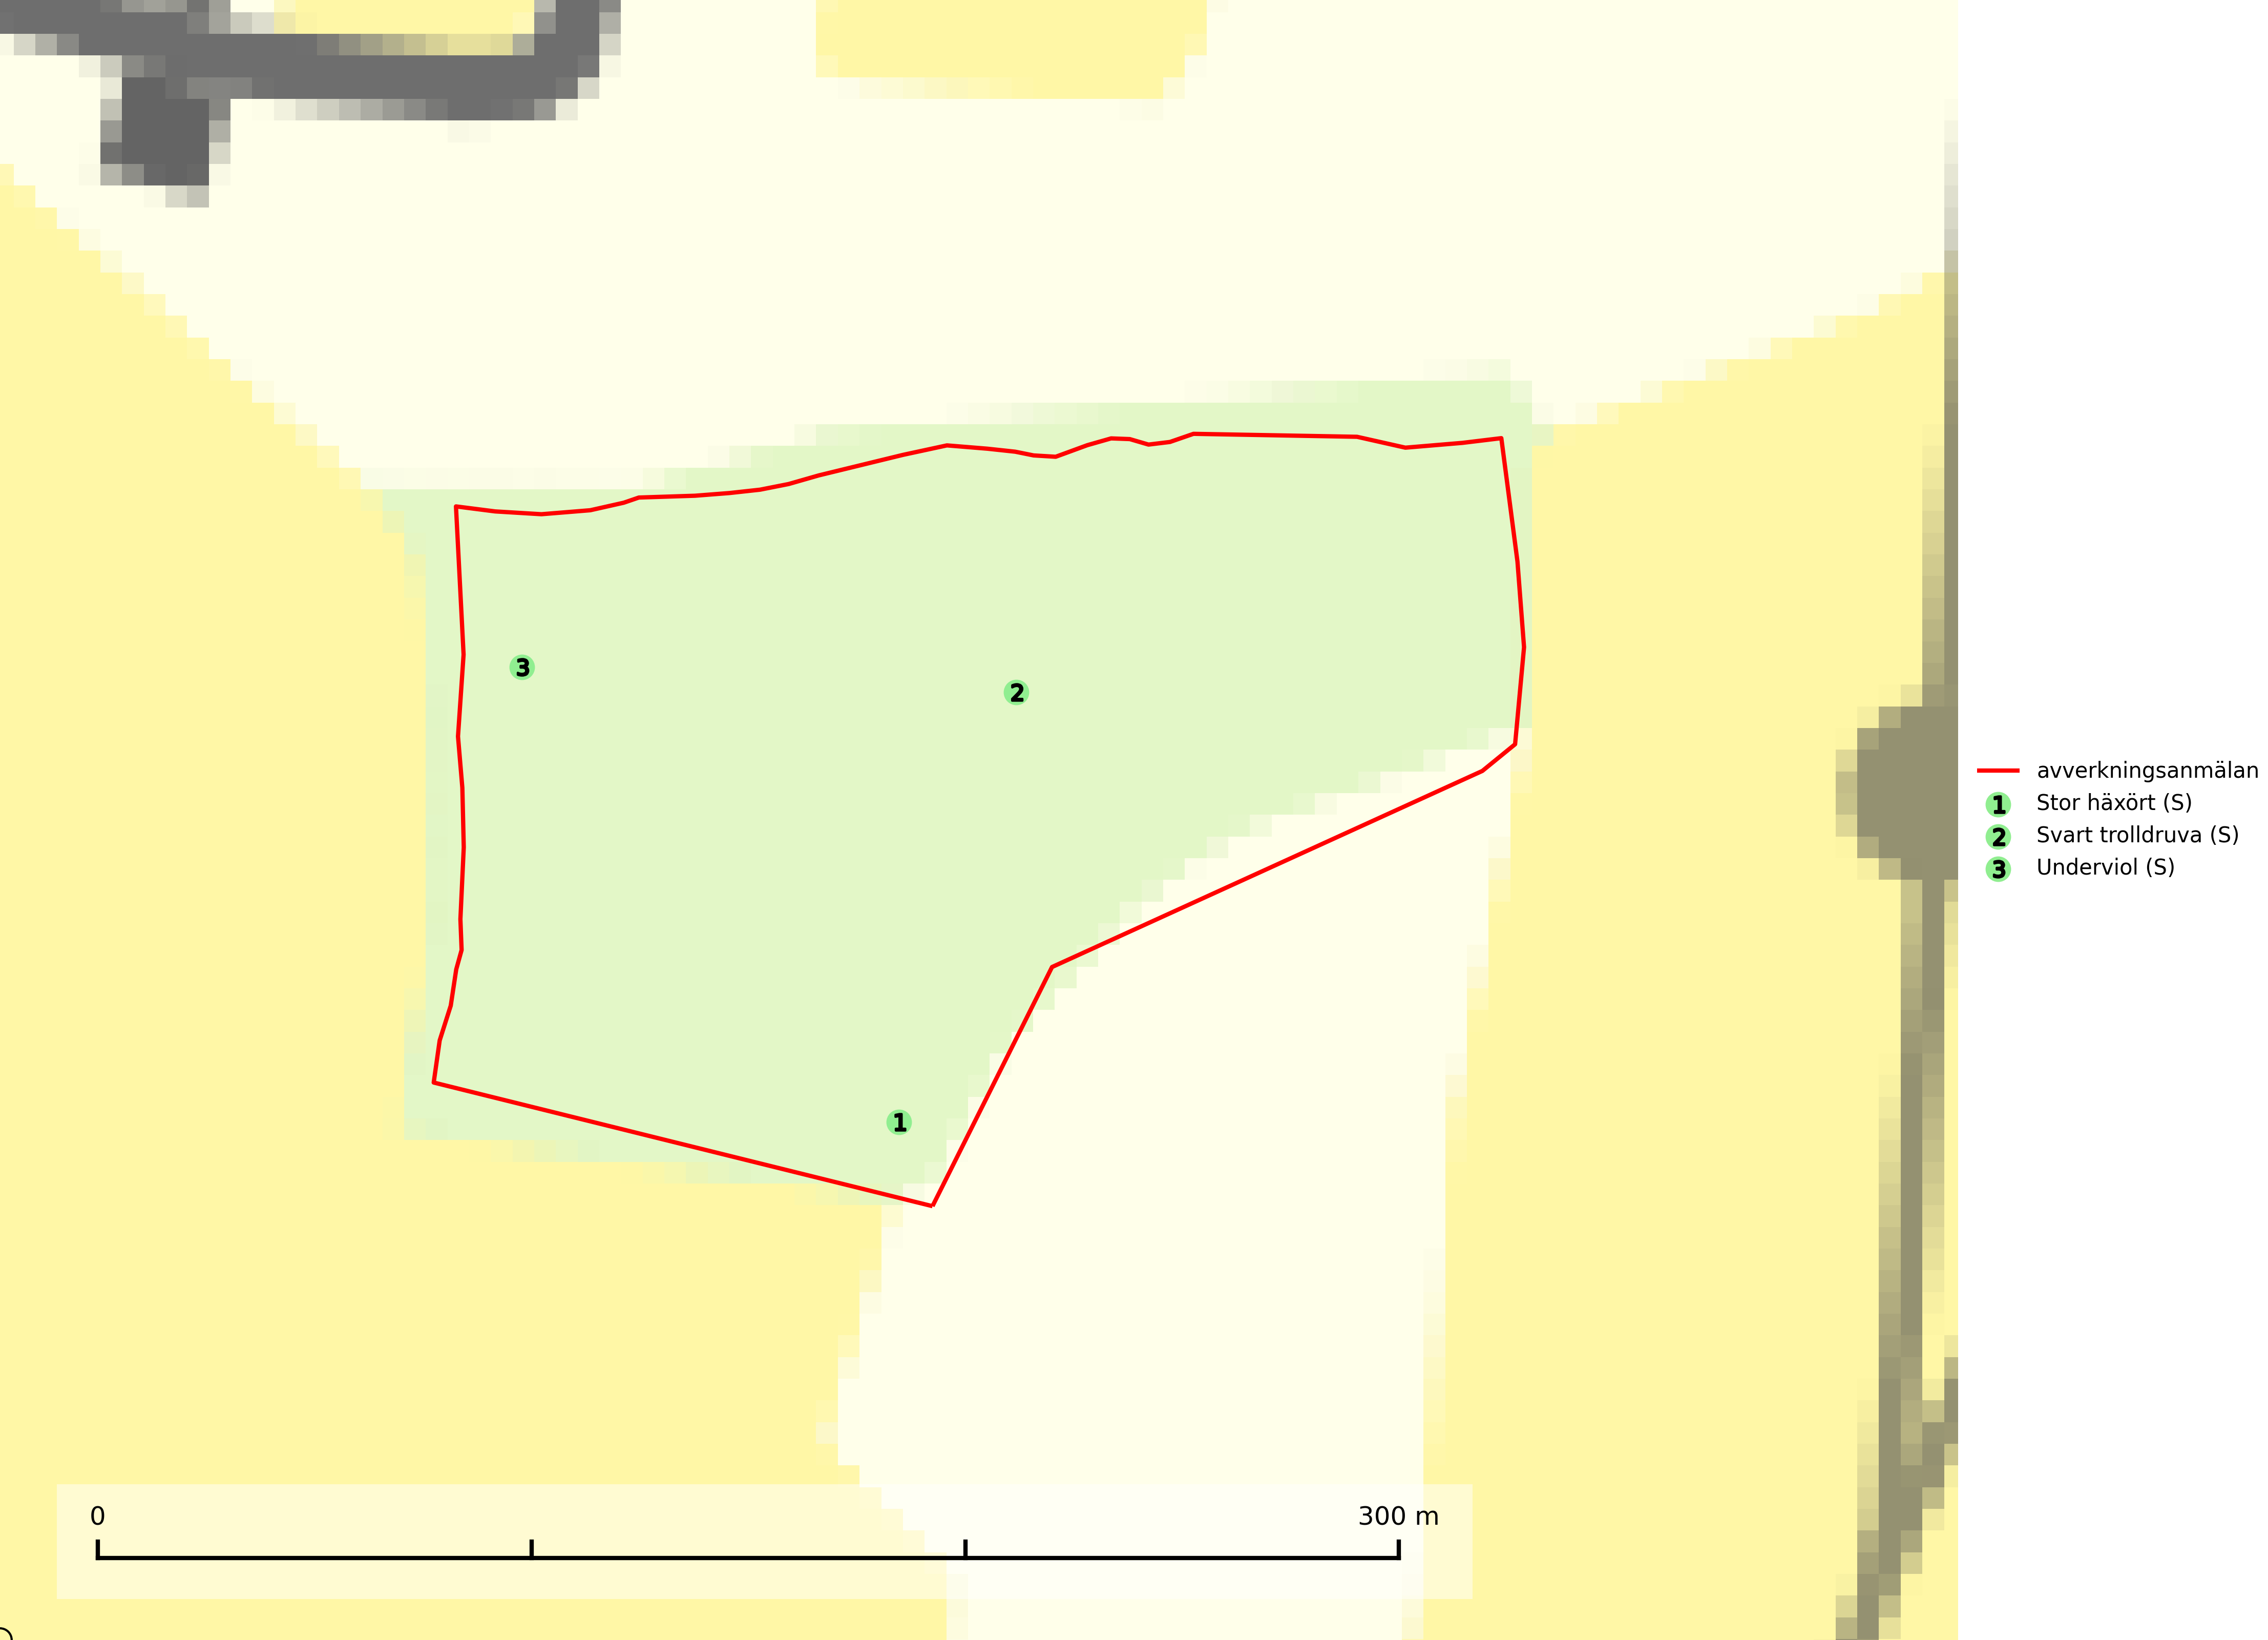 3
2
1
avverkningsanmälan
1 Stor häxört (S)
2 Svart trolldruva (S)
3 Underviol (S)
0 300 m